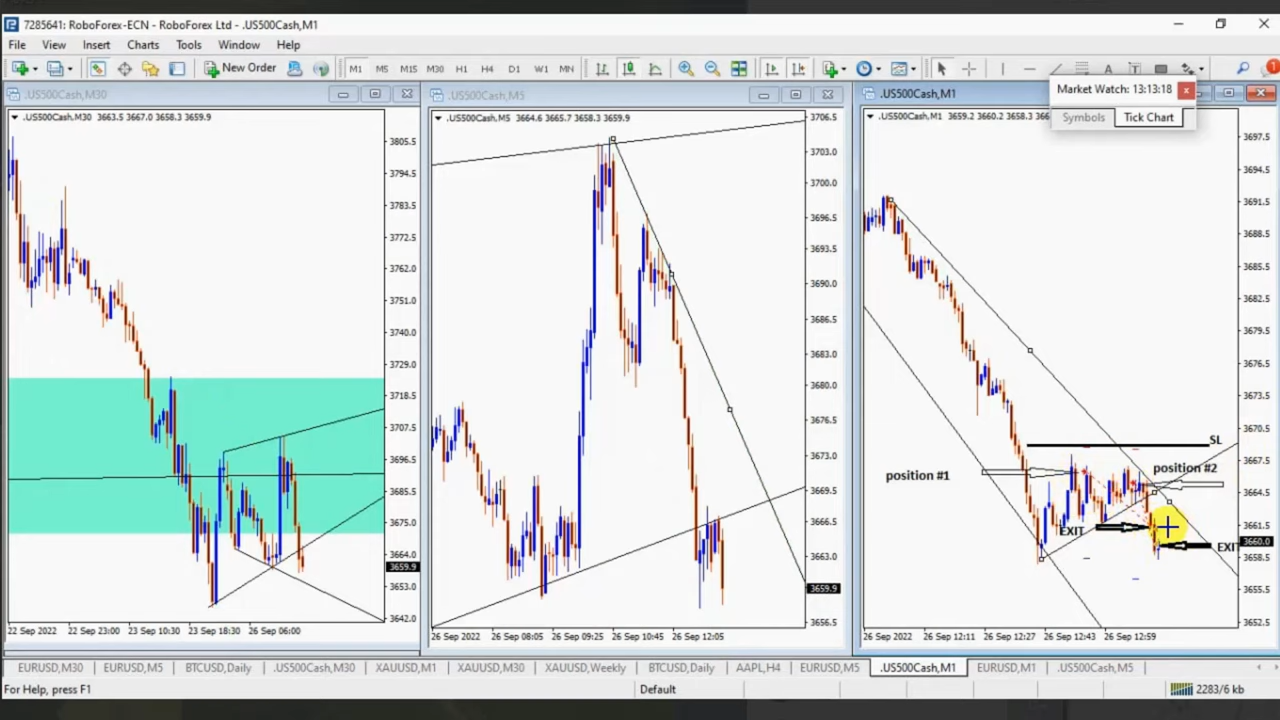 7285641: RoboForex-ECN - RoboForex Ltd - .US500Cash,M1
File View Insert Charts Tools Window Help
New Order M1 M5 M15 M30 H1 H4 D1 W1 MN A T 1
Market Watch: 13:13:18
Symbols Tick Chart
.US500Cash,M30
.US500Cash,M30 3663.5 3667.0 3658.3 3659.9
3805.5
3794.5
3783.5
3772.5
3762.0
3751.0
3740.0
3729.0
3718.5
3707.5
3696.5
3685.5
3675.0
3664.0
3659.9
3653.0
3642.0
22 Sep 2022 22 Sep 23:00 23 Sep 10:30 23 Sep 18:30 26 Sep 06:00
.US500Cash,M5
.US500Cash,M5 3664.6 3665.7 3658.3 3659.9
3706.5
3703.0
3700.0
3696.5
3693.5
3690.0
3686.5
3683.0
3680.0
3676.5
3673.0
3669.5
3666.5
3663.0
3659.9
3656.5
26 Sep 2022 26 Sep 08:05 26 Sep 09:25 26 Sep 10:45 26 Sep 12:05
.US500Cash,M1
.US500Cash,M1 3659.2 3660.2 3658.3
3697.5
3694.5
3691.5
3688.5
3685.5
3682.5
3679.5
3676.5
3673.5
3670.5
3667.5
3664.5
3661.5
3660.0
3658.5
3655.5
3652.5
SL
position #1
position #2
EXIT
EXIT
26 Sep 2022 26 Sep 12:11 26 Sep 12:27 26 Sep 12:43 26 Sep 12:59
EURUSD,M30 EURUSD,M5 BTCUSD,Daily .US500Cash,M30 XAUUSD,M1 XAUUSD,M30 XAUUSD,Weekly BTCUSD,Daily AAPL,H4 EURUSD,M5 .US500Cash,M1 EURUSD,M1 .US500Cash,M5
For Help, press F1 Default 2283/6 kb